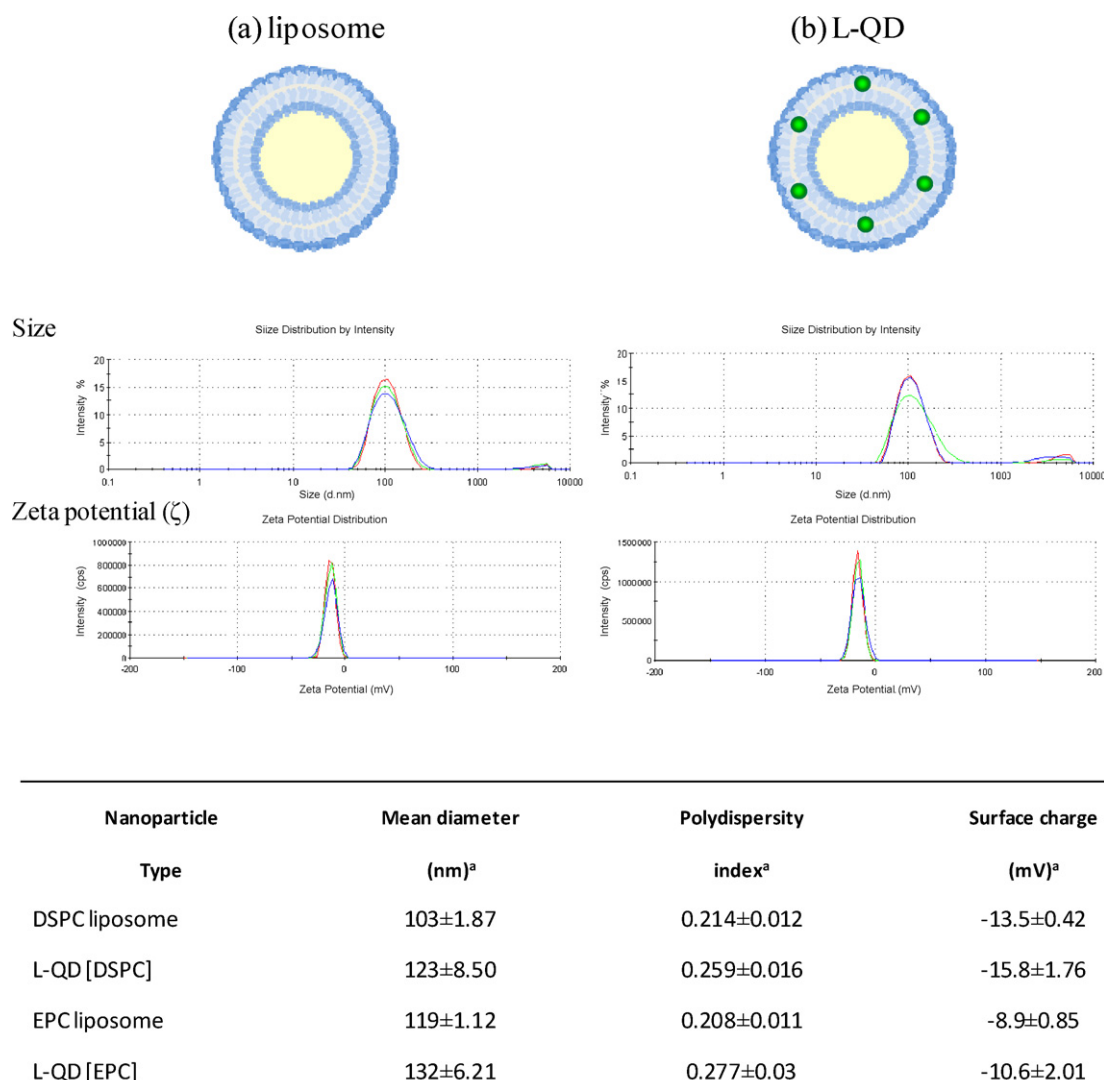 (a) liposome
(b) L-QD
Size
Siize Distribution by Intensity
Intensity %
20
15
10
5
0
0.1 1 10 100 1000 10000
Size (d.nm)
Siize Distribution by Intensity
Intensity %
20
15
10
5
0
0.1 1 10 100 1000 10000
Size (d.nm)
Zeta potential (ζ)
Zeta Potential Distribution
Intensity (cps)
1000000
800000
600000
400000
200000
0
-200 -100 0 100 200
Zeta Potential (mV)
Zeta Potential Distribution
Intensity (cps)
1500000
1000000
500000
0
-200 -100 0 100 200
Zeta Potential (mV)
Nanoparticle Mean diameter Polydispersity Surface charge
Type (nm)ᵃ indexᵃ (mV)ᵃ
DSPC liposome 103±1.87 0.214±0.012 -13.5±0.42
L-QD [DSPC] 123±8.50 0.259±0.016 -15.8±1.76
EPC liposome 119±1.12 0.208±0.011 -8.9±0.85
L-QD [EPC] 132±6.21 0.277±0.03 -10.6±2.01